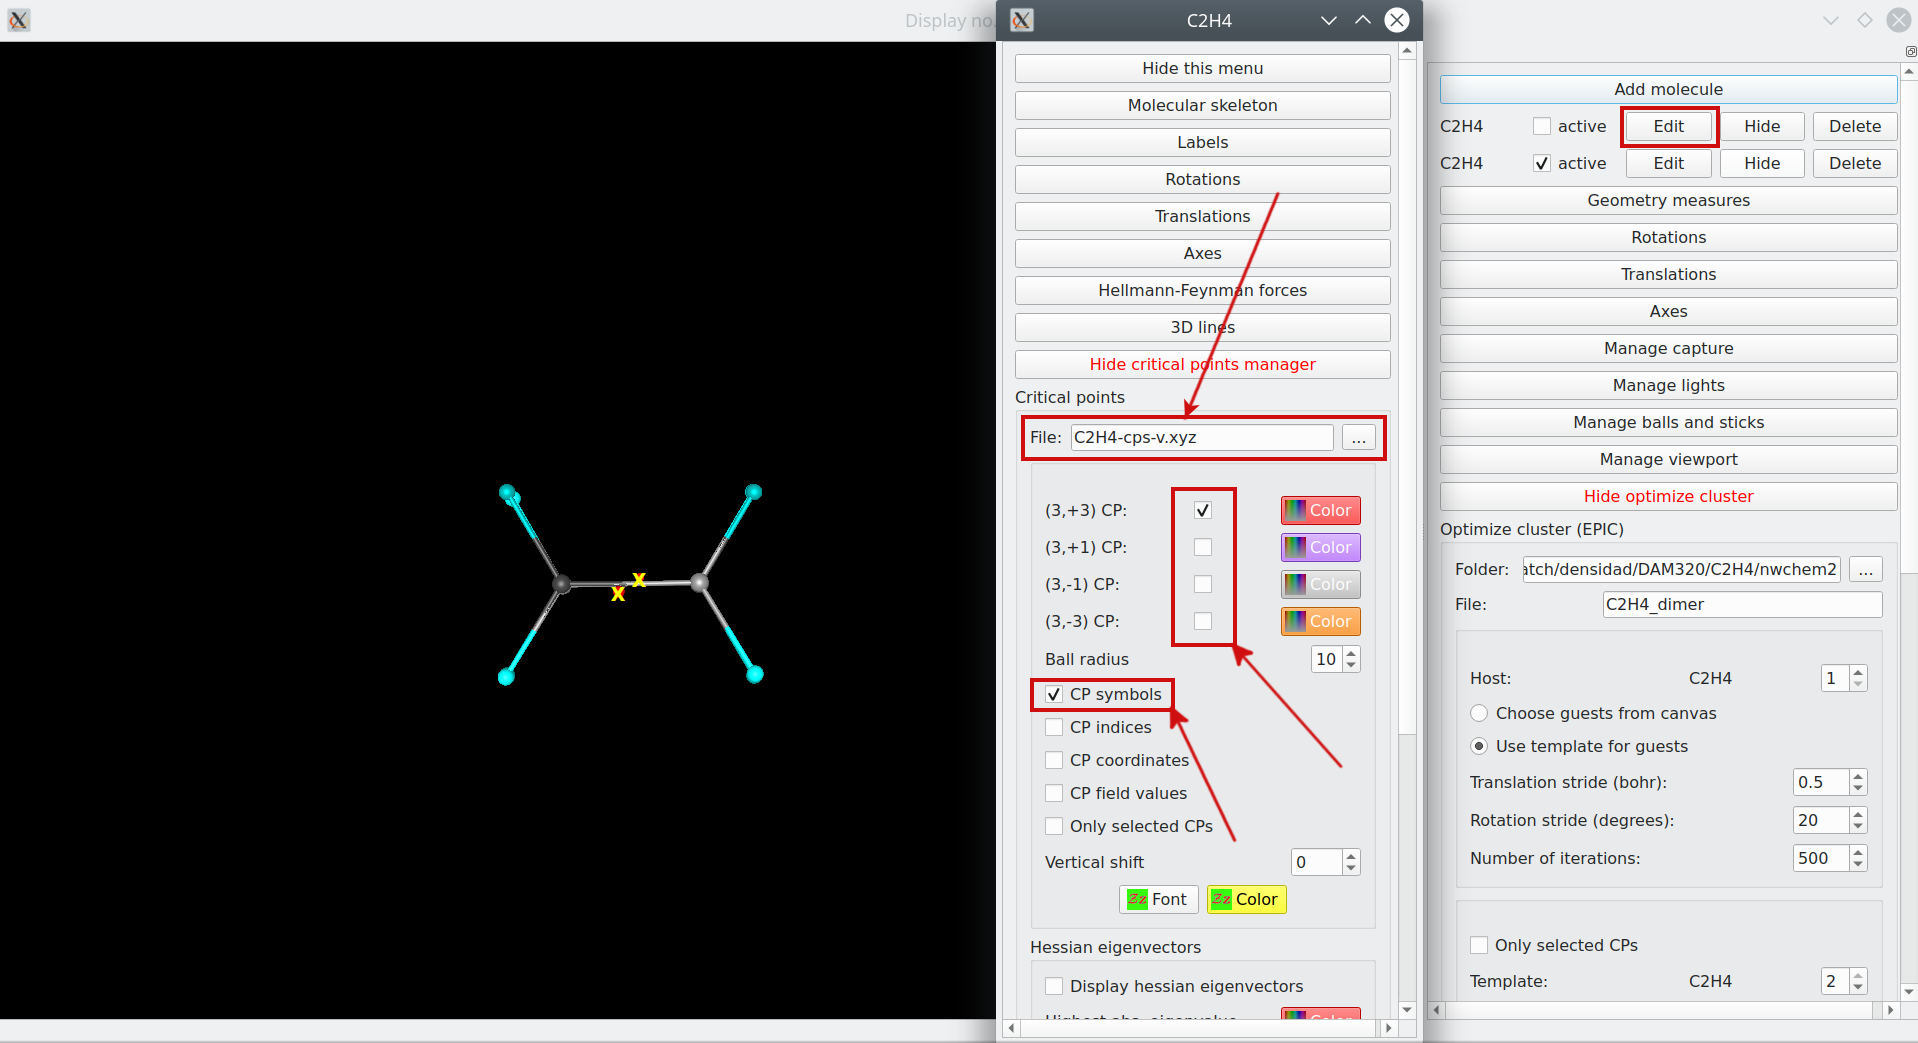 Display no
C2H4
Hide this menu
Molecular skeleton
Labels
Rotations
Translations
Axes
Hellmann-Feynman forces
3D lines
Hide critical points manager
Critical points
File: C2H4-cps-v.xyz ...
(3,+3) CP: Color
(3,+1) CP: Color
(3,-1) CP: Color
(3,-3) CP: Color
Ball radius 10
CP symbols
CP indices
CP coordinates
CP field values
Only selected CPs
Vertical shift 0
Zz Font Zz Color
Hessian eigenvectors
Display hessian eigenvectors
x
x
Add molecule
C2H4 active Edit Hide Delete
C2H4 active Edit Hide Delete
Geometry measures
Rotations
Translations
Axes
Manage capture
Manage lights
Manage balls and sticks
Manage viewport
Hide optimize cluster
Optimize cluster (EPIC)
Folder: atch/densidad/DAM320/C2H4/nwchem2 ...
File: C2H4_dimer
Host: C2H4 1
Choose guests from canvas
Use template for guests
Translation stride (bohr): 0.5
Rotation stride (degrees): 20
Number of iterations: 500
Only selected CPs
Template: C2H4 2